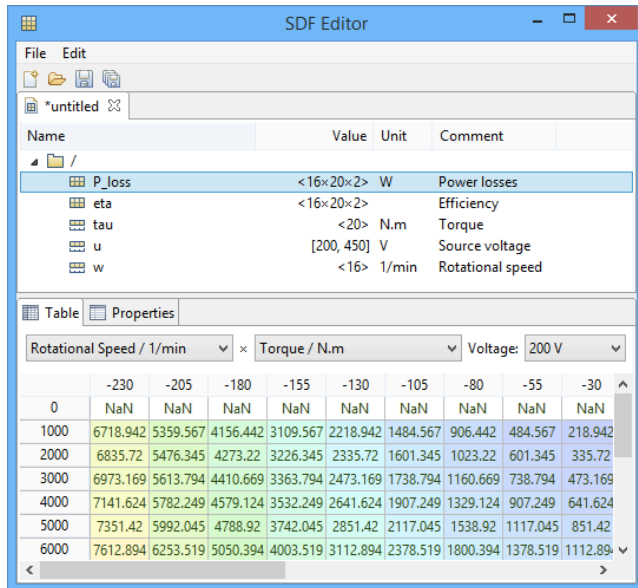 SDF Editor
File Edit
*untitled
Name Value Unit Comment
/
P_loss <16×20×2> W Power losses
eta <16×20×2> Efficiency
tau <20> N.m Torque
u [200, 450] V Source voltage
w <16> 1/min Rotational speed
Table Properties
Rotational Speed / 1/min × Torque / N.m Voltage: 200 V
-230 -205 -180 -155 -130 -105 -80 -55 -30
0 NaN NaN NaN NaN NaN NaN NaN NaN NaN
1000 6718.942 5359.567 4156.442 3109.567 2218.942 1484.567 906.442 484.567 218.942
2000 6835.72 5476.345 4273.22 3226.345 2335.72 1601.345 1023.22 601.345 335.72
3000 6973.169 5613.794 4410.669 3363.794 2473.169 1738.794 1160.669 738.794 473.169
4000 7141.624 5782.249 4579.124 3532.249 2641.624 1907.249 1329.124 907.249 641.624
5000 7351.42 5992.045 4788.92 3742.045 2851.42 2117.045 1538.92 1117.045 851.42
6000 7612.894 6253.519 5050.394 4003.519 3112.894 2378.519 1800.394 1378.519 1112.894